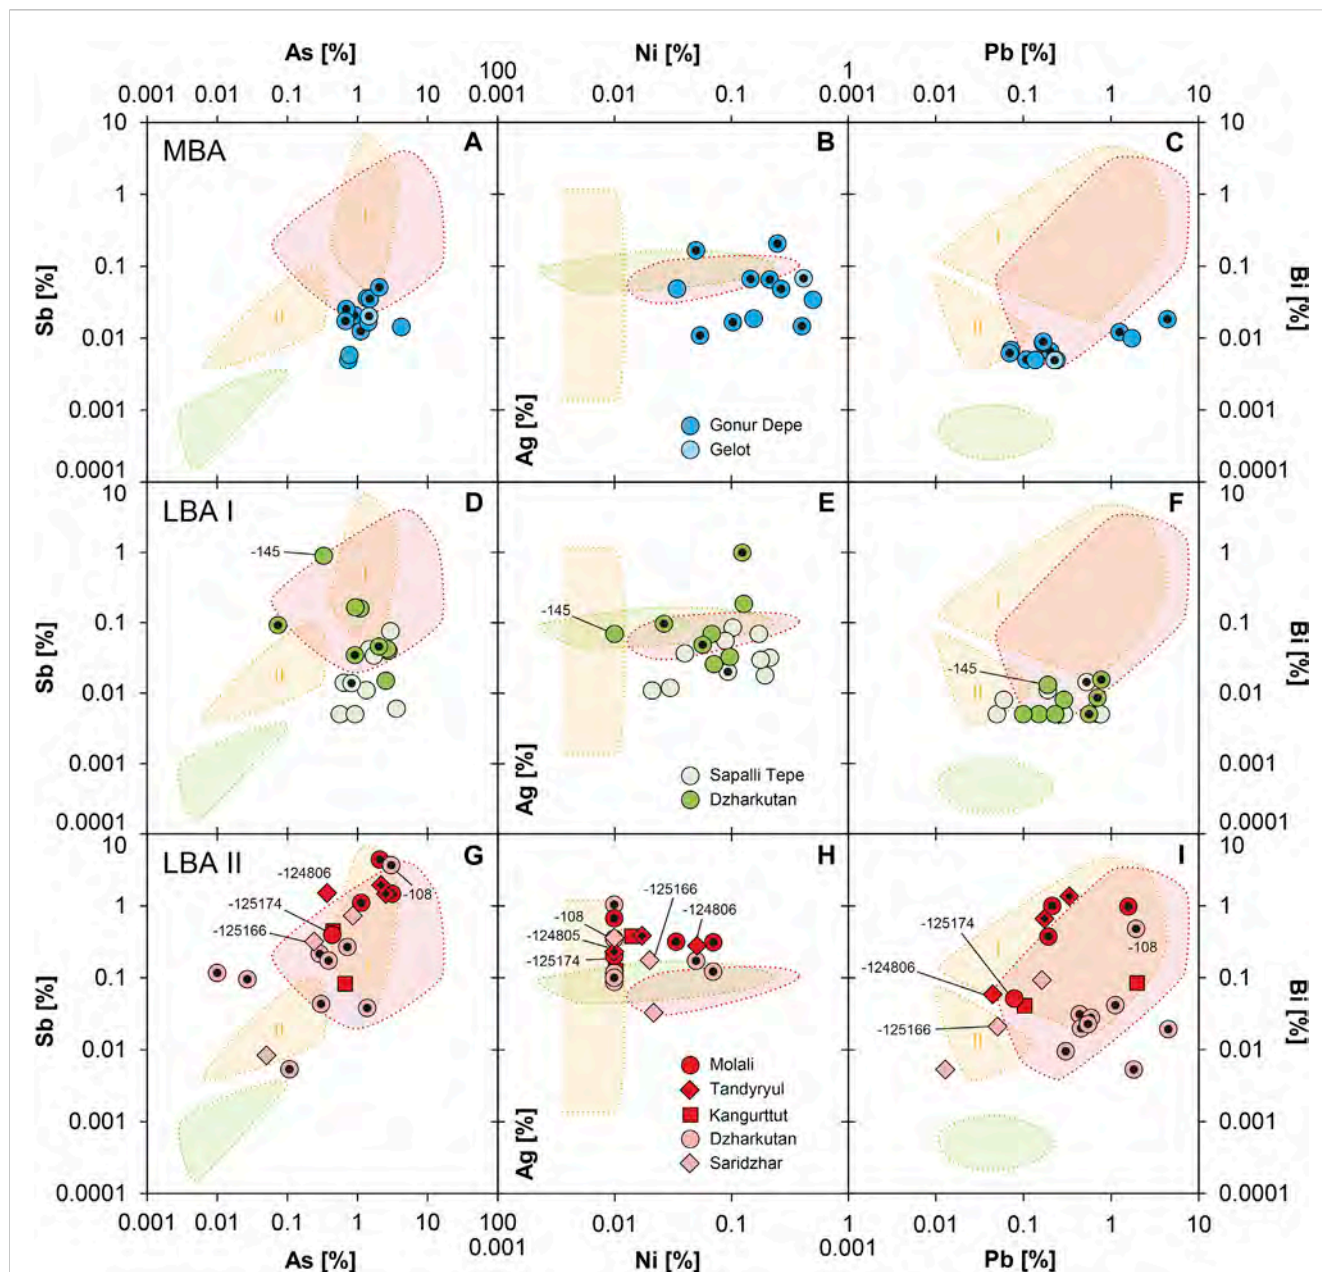 As [%] Ni [%] Pb [%]
100 1
0.001 0.01 0.1 1 10 0.001 0.01 0.1 0.001 0.01 0.1 1 10
10 MBA A B C 10
1 I I 1
Sb [%] 0.1 0.1 Bi [%]
0.01 II II 0.01
0.001 Ag [%] Gonur Depe 0.001
Gelot
0.0001 0.0001
10 LBA I D E F 10
1 -145 1
I I
Sb [%] 0.1 -145 0.1 Bi [%]
-145
0.01 II II 0.01
0.001 Ag [%] Sapalli Tepe 0.001
Dzharkutan
0.0001 0.0001
10 LBA II G H I 10
-124806 -108 -125166
1 -125174 -108 -124806 -125174 1
-125166 -124805 I -108
I -125174 -124806
Sb [%] 0.1 0.1 Bi [%]
-125166
II II
0.01 Molali 0.01
Tandyryul
0.001 Ag [%] Kangurttut 0.001
Dzharkutan
Saridzhar
0.0001 0.0001
0.001 0.01 0.1 1 10 100 0.01 0.1 1 0.01 0.1 1 10
0.001 0.001
As [%] Ni [%] Pb [%]